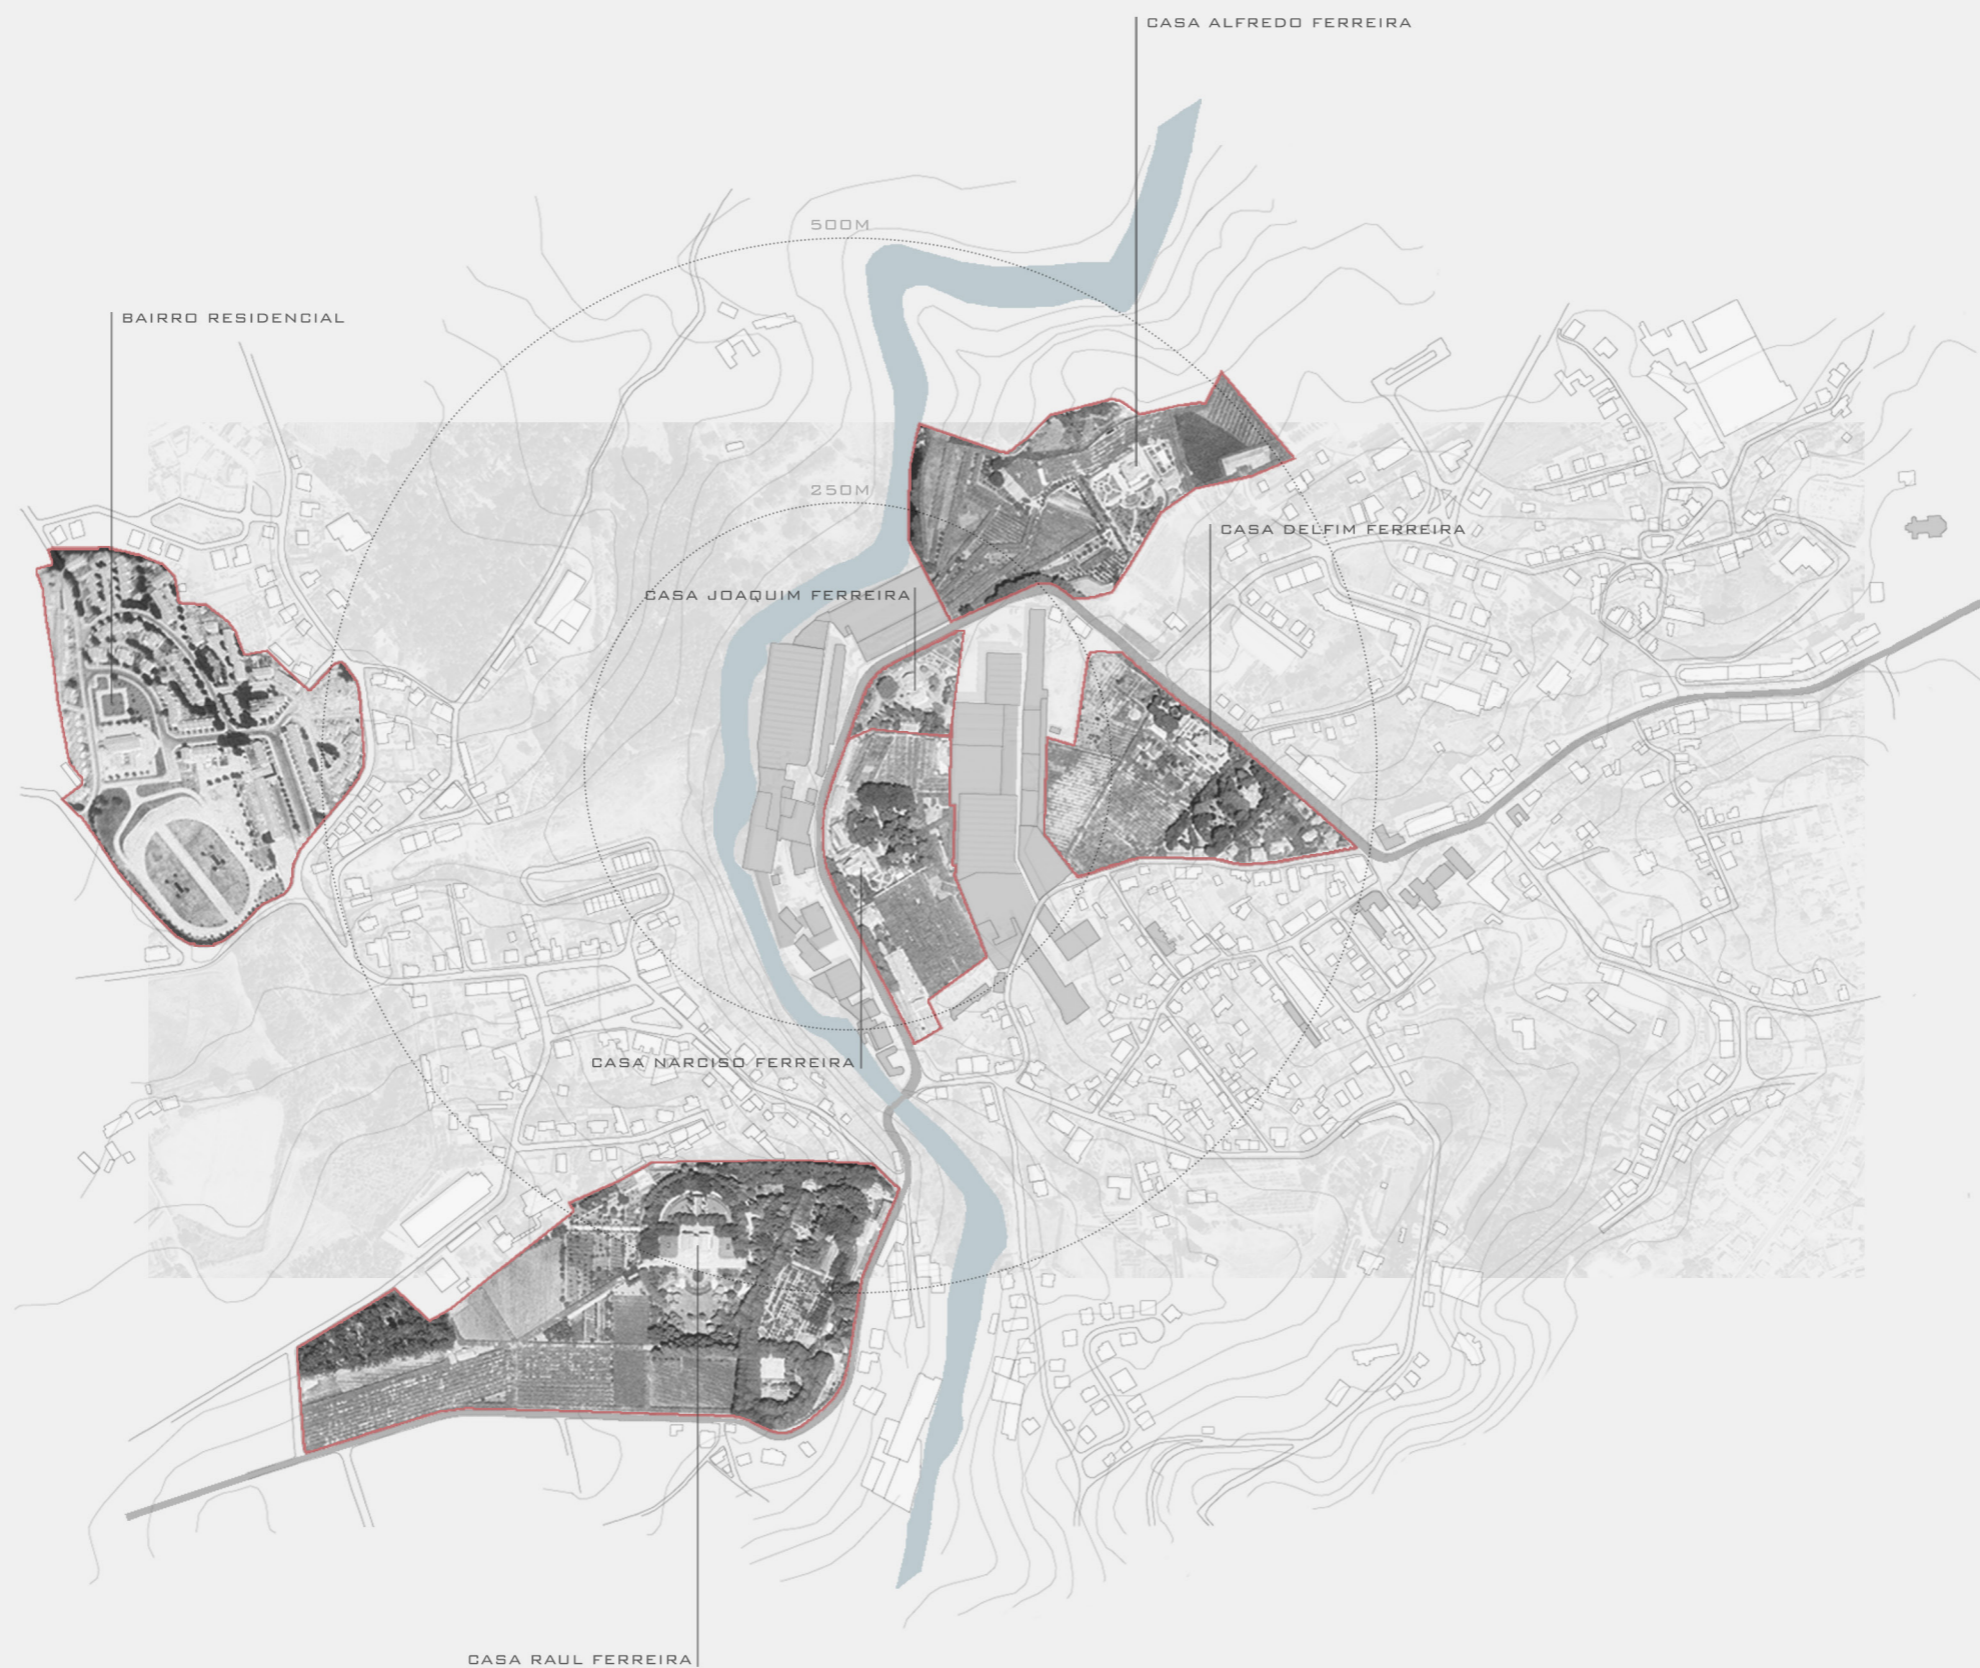 CASA ALFREDO FERREIRA
500M
BAIRRO RESIDENCIAL
250M
CASA DELFIM FERREIRA
CASA JOAQUIM FERREIRA
CASA NARCISO FERREIRA
CASA RAUL FERREIRA